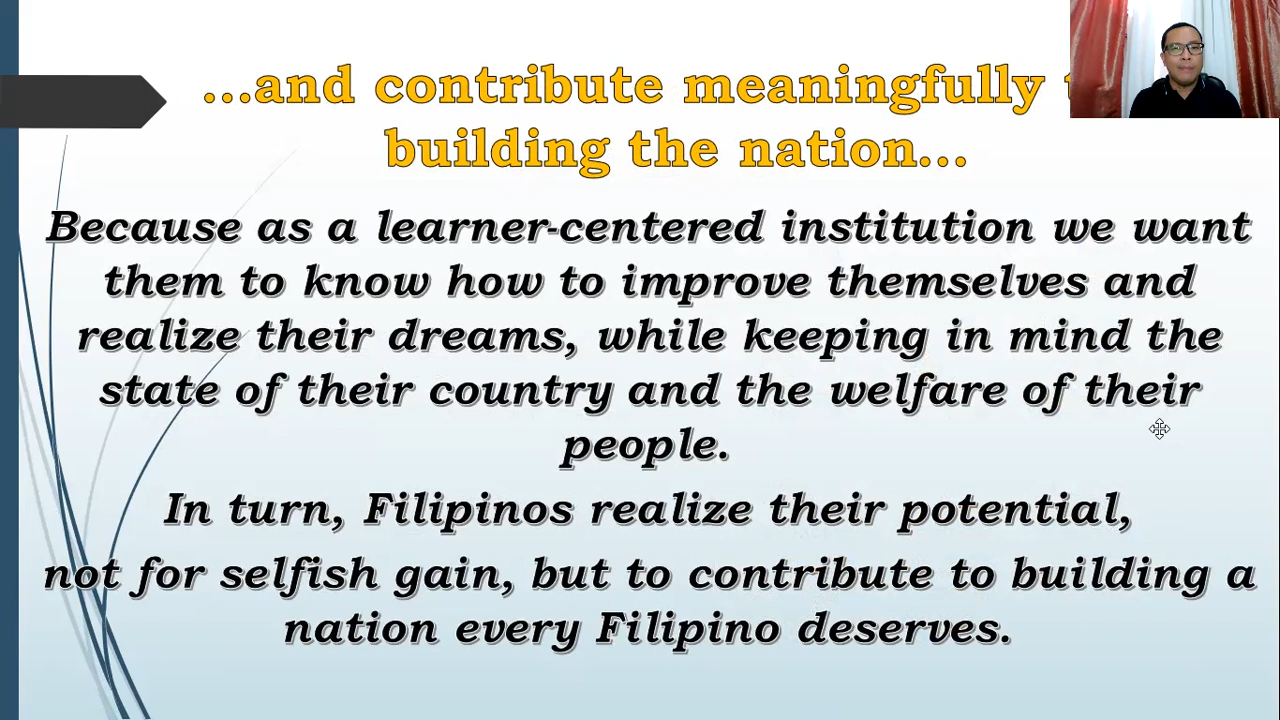 ...and contribute meaningfully
building the nation...
Because as a learner-centered institution we want
them to know how to improve themselves and
realize their dreams, while keeping in mind the
state of their country and the welfare of their
people.
In turn, Filipinos realize their potential,
not for selfish gain, but to contribute to building a
nation every Filipino deserves.